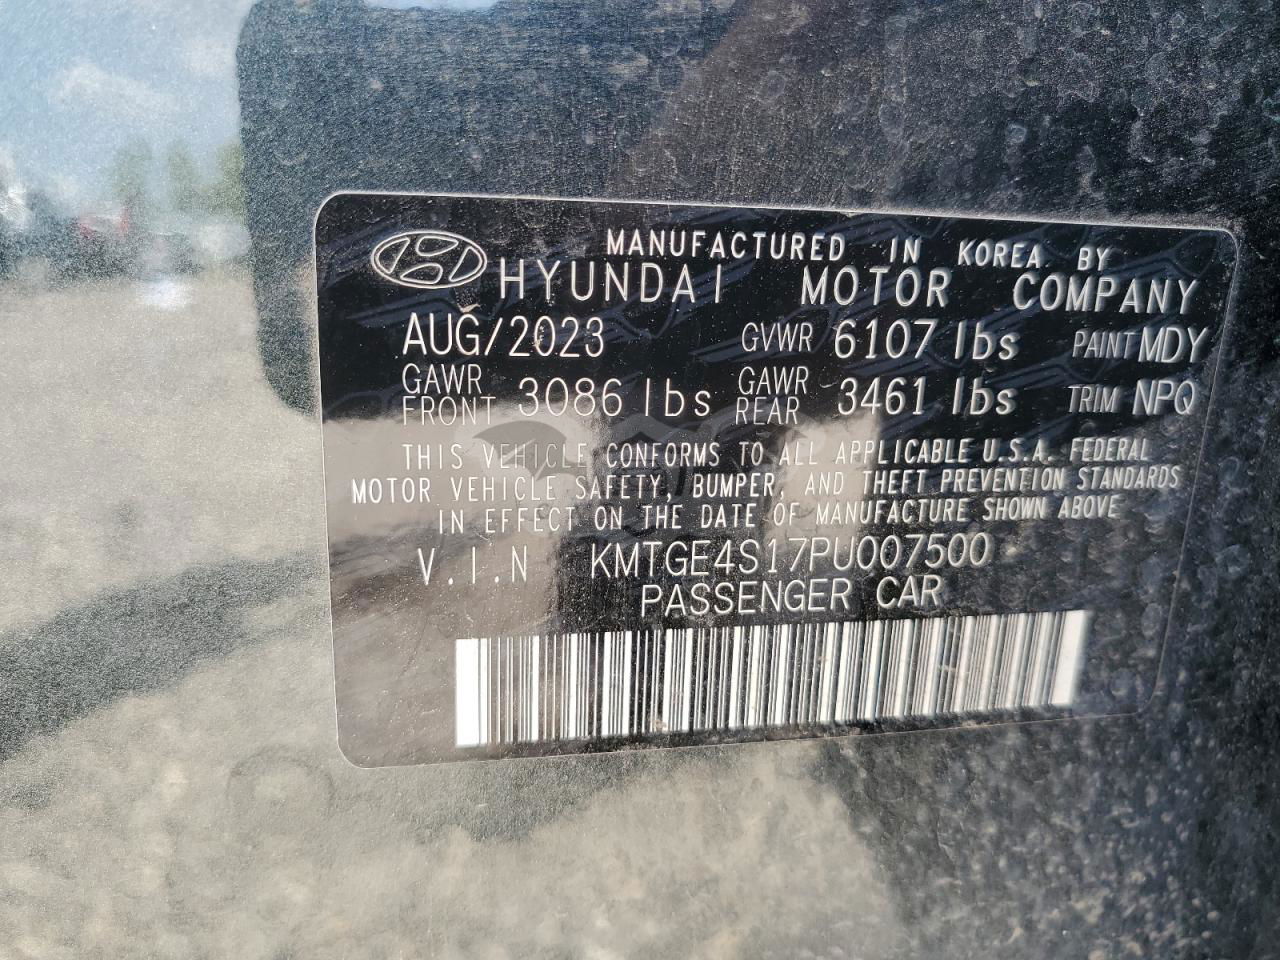 MANUFACTURED IN KOREA BY
HYUNDAI MOTOR COMPANY
AUG/2023 GVWR 6107 lbs PAINT MDY
GAWR FRONT 3086 lbs GAWR REAR 3461 lbs TRIM NPQ
THIS VEHICLE CONFORMS TO ALL APPLICABLE U.S.A. FEDERAL
MOTOR VEHICLE SAFETY, BUMPER, AND THEFT PREVENTION STANDARDS
IN EFFECT ON THE DATE OF MANUFACTURE SHOWN ABOVE
V.I.N KMTGE4S17PU007500
PASSENGER CAR